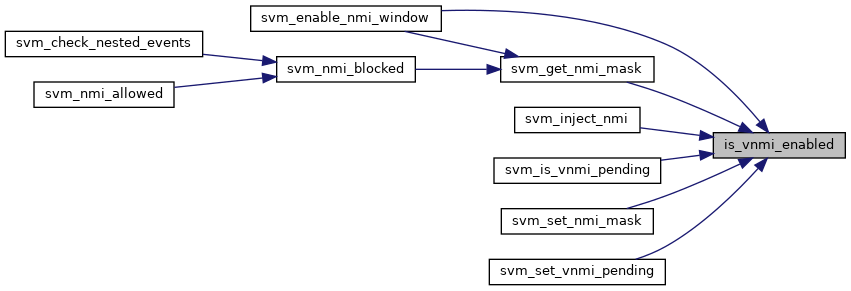 svm_enable_nmi_window
svm_check_nested_events
svm_nmi_blocked
svm_get_nmi_mask
svm_nmi_allowed
svm_inject_nmi
is_vnmi_enabled
svm_is_vnmi_pending
svm_set_nmi_mask
svm_set_vnmi_pending